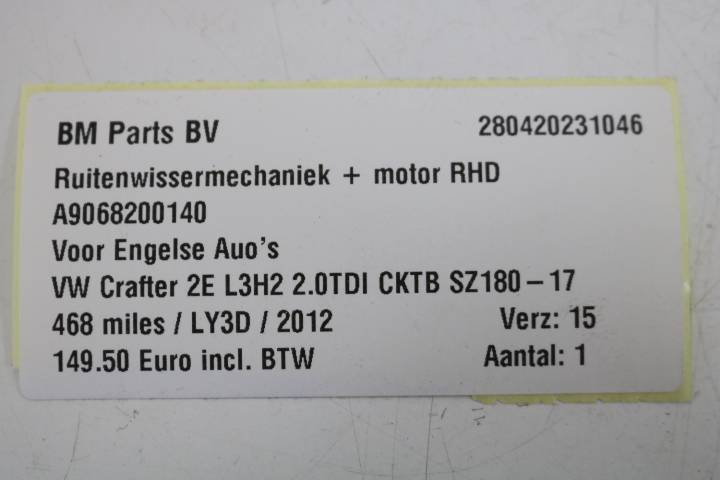 BM Parts BV 280420231046
Ruitenwissermechaniek + motor RHD
A9068200140
Voor Engelse Auo's
VW Crafter 2E L3H2 2.0TDI CKTB SZ180-17
468 miles / LY3D / 2012 Verz: 15
149.50 Euro incl. BTW Aantal: 1